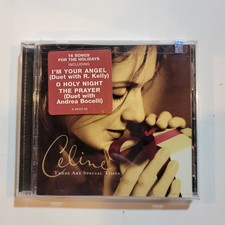 16 SONGS
FOR THE HOLIDAYS
INCLUDING
I'M YOUR ANGEL
(Duet with R. Kelly)
O HOLY NIGHT
THE PRAYER
(Duet with
Andrea Bocelli)
Celine
THESE ARE SPECIAL TIMES